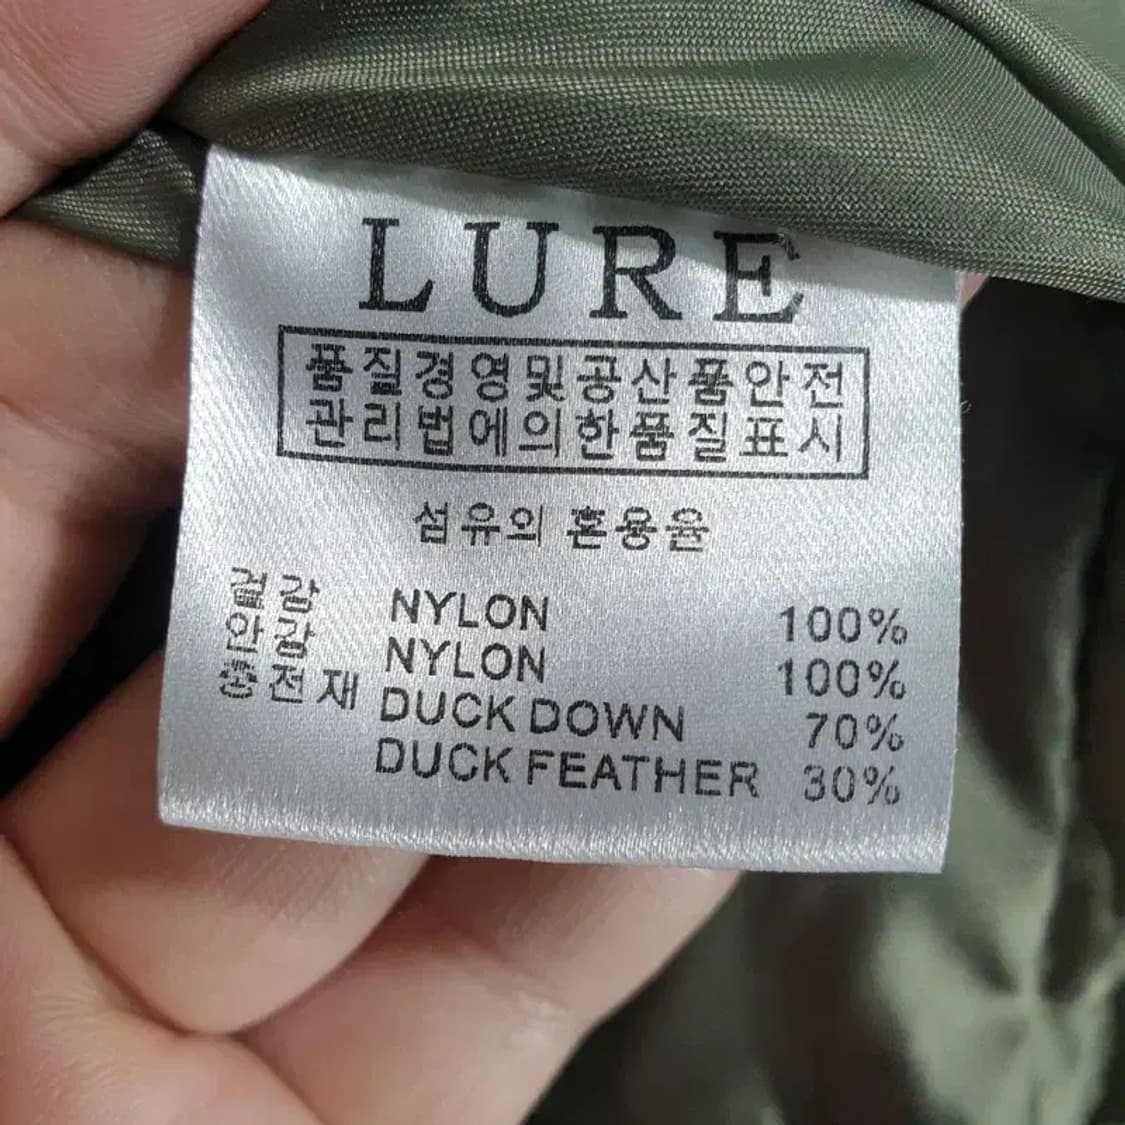 LURE
품질경영및공산품안전
관리법에의한품질표시
섬유의 혼용율
겉감 NYLON 100%
안감 NYLON 100%
충전재 DUCK DOWN 70%
DUCK FEATHER 30%